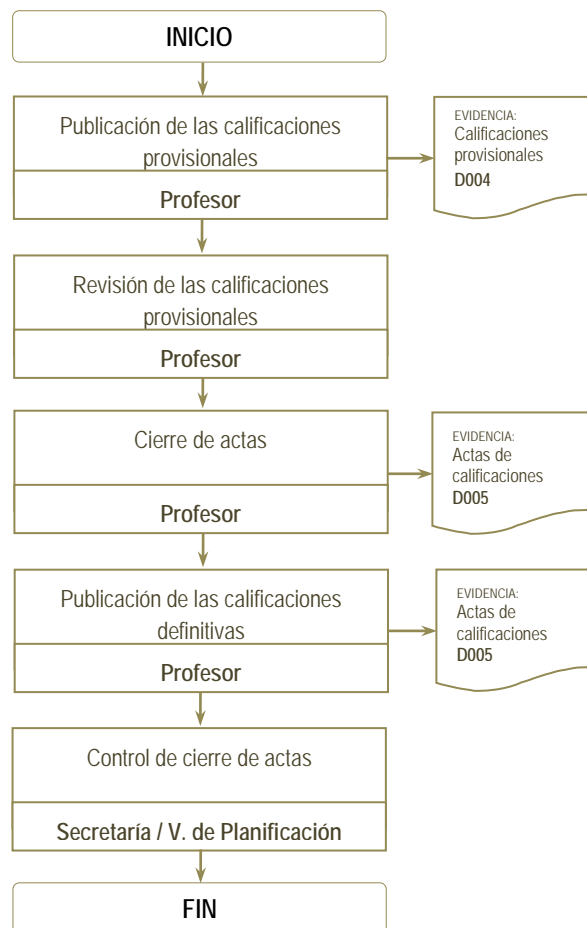 INICIO
Publicación de las calificaciones
provisionales
Profesor
EVIDENCIA:
Calificaciones
provisionales
D004
Revisión de las calificaciones
provisionales
Profesor
Cierre de actas
Profesor
EVIDENCIA:
Actas de
calificaciones
D005
Publicación de las calificaciones
definitivas
Profesor
EVIDENCIA:
Actas de
calificaciones
D005
Control de cierre de actas
Secretaría / V. de Planificación
FIN